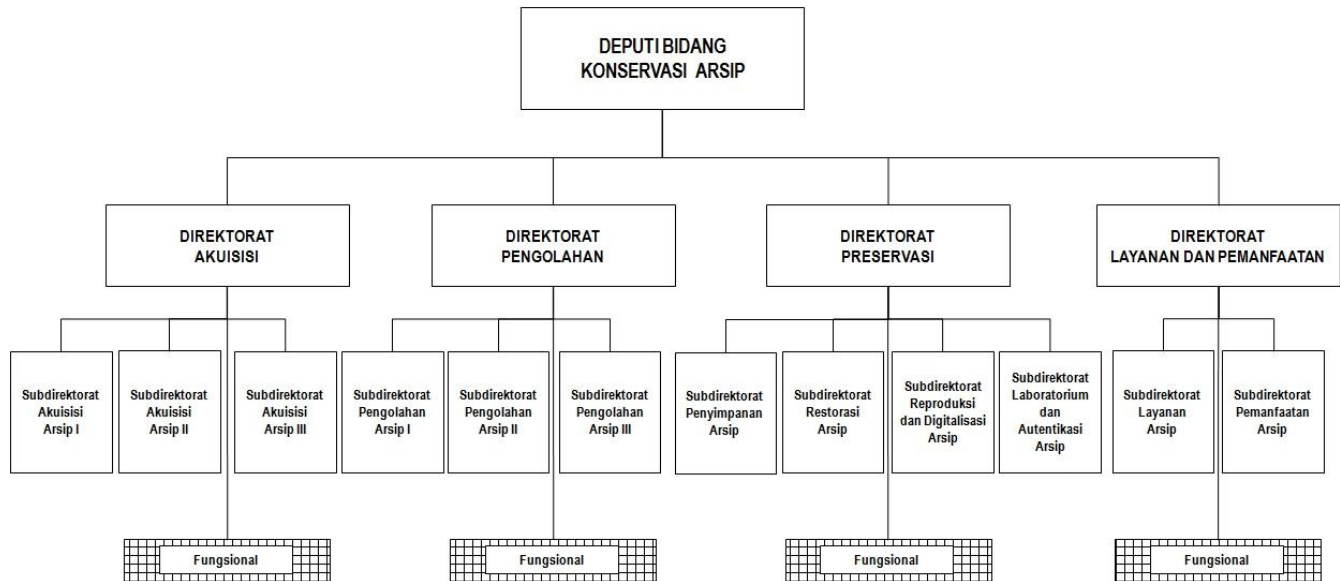 DEPUTI BIDANG
KONSERVASI ARSIP
DIREKTORAT
AKUISISI
DIREKTORAT
PENGOLAHAN
DIREKTORAT
PRESERVASI
DIREKTORAT
LAYANAN DAN PEMANFAATAN
Subdirektorat
Akuisisi
Arsip I
Subdirektorat
Akuisisi
Arsip II
Subdirektorat
Akuisisi
Arsip III
Subdirektorat
Pengolahan
Arsip I
Subdirektorat
Pengolahan
Arsip II
Subdirektorat
Pengolahan
Arsip III
Subdirektorat
Penyimpanan
Arsip
Subdirektorat
Restorasi
Arsip
Subdirektorat
Reproduksi
dan Digitalisasi
Arsip
Subdirektorat
Laboratorium
dan
Autentikasi
Arsip
Subdirektorat
Layanan
Arsip
Subdirektorat
Pemanfaatan
Arsip
Fungsional
Fungsional
Fungsional
Fungsional